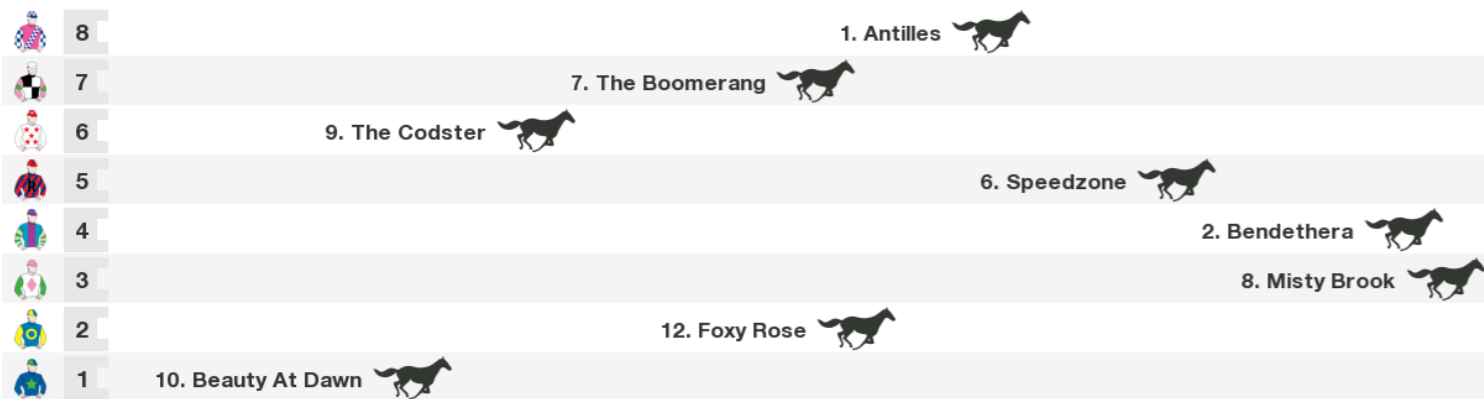 8 1. Antilles
7 7. The Boomerang
6 9. The Codster
5 6. Speedzone
4 2. Bendethera
3 8. Misty Brook
2 12. Foxy Rose
1 10. Beauty At Dawn